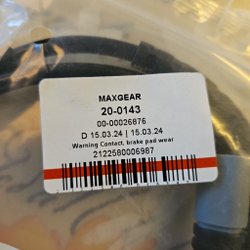 MAXGEAR
20-0143
00-00026876
D 15.03.24 | 15.03.24
Warning Contact, brake pad wear
2122580006987